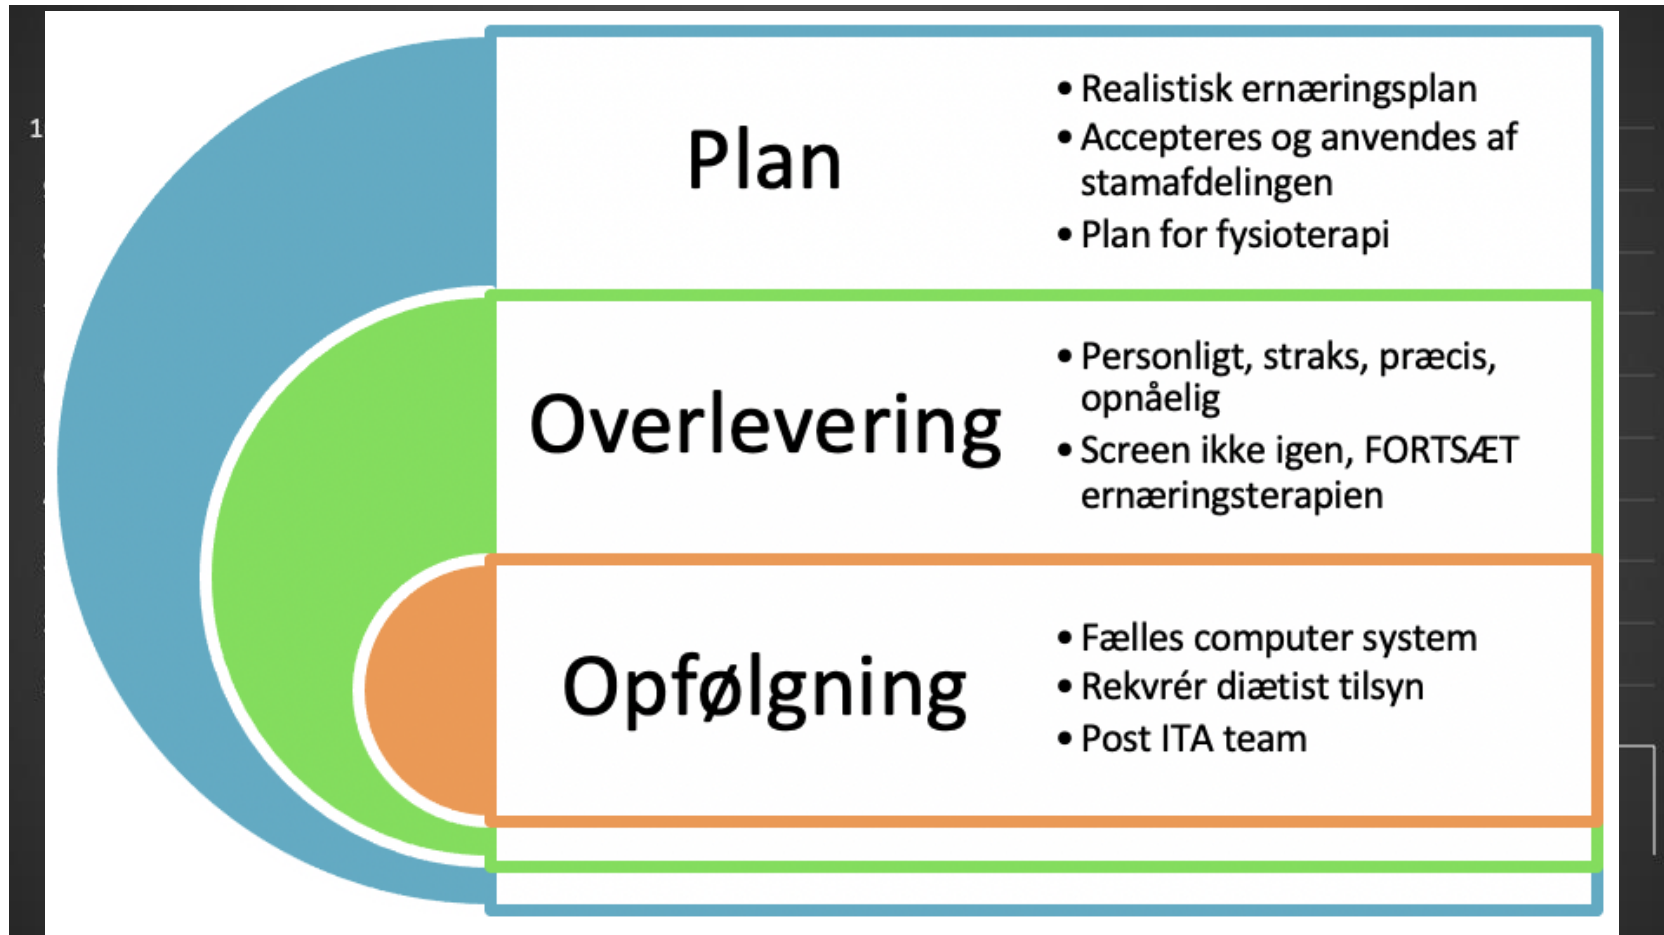 Plan
• Realistisk ernæringsplan
• Accepteres og anvendes af
stamafdelingen
• Plan for fysioterapi
Overlevering
• Personligt, straks, præcis,
opnåelig
• Screen ikke igen, FORTSÆT
ernæringsterapien
Opfølgning
• Fælles computer system
• Rekvrér diætist tilsyn
• Post ITA team